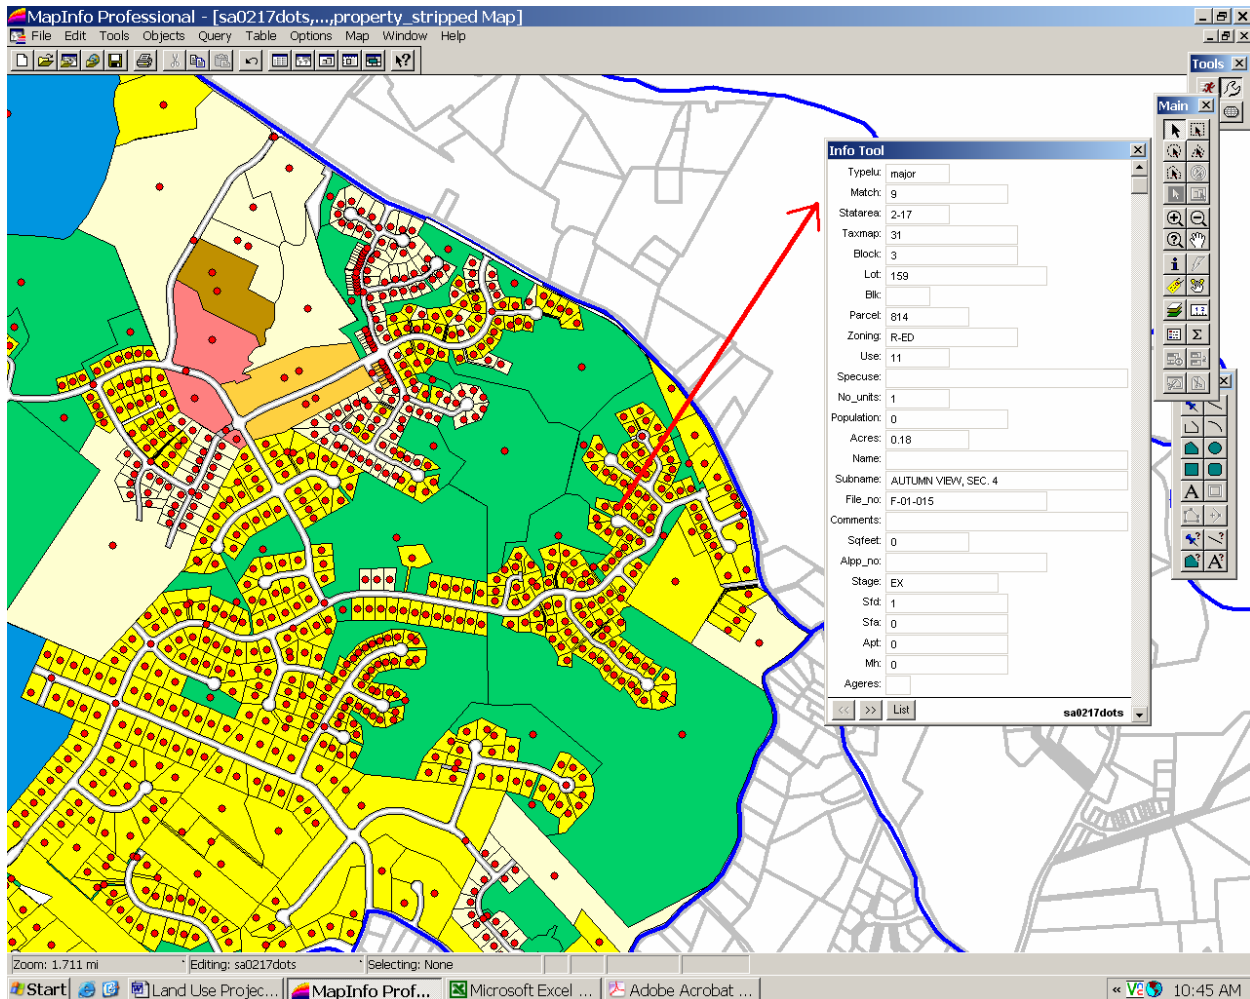 MapInfo Professional - [sa0217dots,...,property_stripped Map]
File Edit Tools Objects Query Table Options Map Window Help
Tools
Main
Info Tool
Typelu: major
Match: 9
Statarea: 2-17
Taxmap: 31
Block: 3
Lot: 159
Blk:
Parcel: 814
Zoning: R-ED
Use: 11
Specuse:
No_units: 1
Population: 0
Acres: 0.18
Name:
Subname: AUTUMN VIEW, SEC. 4
File_no: F-01-015
Comments:
Sqfeet: 0
Alpp_no:
Stage: EX
Sfd: 1
Sfa: 0
Apt: 0
Mh: 0
Ageres:
<< >> List sa0217dots
Zoom: 1.711 mi Editing: sa0217dots Selecting: None
Start Land Use Projec... MapInfo Prof... Microsoft Excel ... Adobe Acrobat ... « 10:45 AM